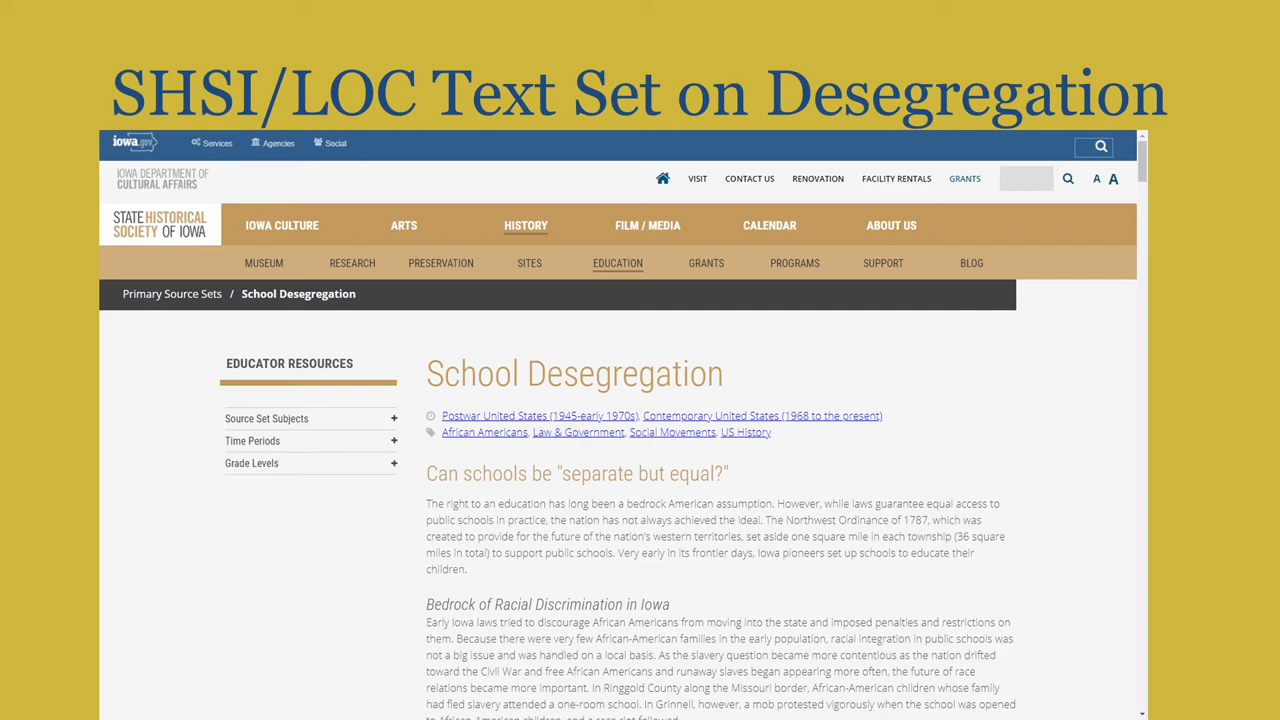 SHSI/LOC Text Set on Desegregation
iowa.gov Services Agencies Social
IOWA DEPARTMENT OF
CULTURAL AFFAIRS
VISIT CONTACT US RENOVATION FACILITY RENTALS GRANTS A A
STATE HISTORICAL
SOCIETY OF IOWA
IOWA CULTURE ARTS HISTORY FILM / MEDIA CALENDAR ABOUT US
MUSEUM RESEARCH PRESERVATION SITES EDUCATION GRANTS PROGRAMS SUPPORT BLOG
Primary Source Sets / School Desegregation
EDUCATOR RESOURCES
Source Set Subjects +
Time Periods +
Grade Levels +
School Desegregation
Postwar United States (1945-early 1970s), Contemporary United States (1968 to the present)
African Americans, Law & Government, Social Movements, US History
Can schools be "separate but equal?"
The right to an education has long been a bedrock American assumption. However, while laws guarantee equal access to
public schools in practice, the nation has not always achieved the ideal. The Northwest Ordinance of 1787, which was
created to provide for the future of the nation's western territories, set aside one square mile in each township (36 square
miles in total) to support public schools. Very early in its frontier days, Iowa pioneers set up schools to educate their
children.
Bedrock of Racial Discrimination in Iowa
Early Iowa laws tried to discourage African Americans from moving into the state and imposed penalties and restrictions on
them. Because there were very few African-American families in the early population, racial integration in public schools was
not a big issue and was handled on a local basis. As the slavery question became more contentious as the nation drifted
toward the Civil War and free African Americans and runaway slaves began appearing more often, the future of race
relations became more important. In Ringgold County along the Missouri border, African-American children whose family
had fled slavery attended a one-room school. In Grinnell, however, a mob protested vigorously when the school was opened
to African-American children, and a race riot followed.